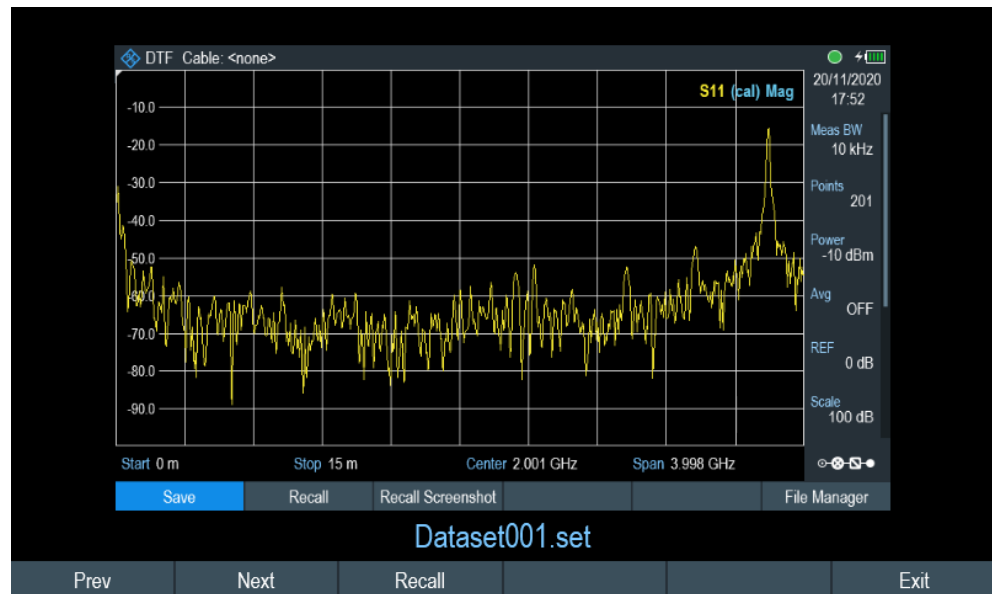 DTF Cable: <none>
20/11/2020
17:52
S11 (cal) Mag
-10.0
-20.0
-30.0
-40.0
-50.0
-60.0
-70.0
-80.0
-90.0
Meas BW
10 kHz
Points
201
Power
-10 dBm
Avg
OFF
REF
0 dB
Scale
100 dB
Start 0 m Stop 15 m Center 2.001 GHz Span 3.998 GHz
Save Recall Recall Screenshot File Manager
Dataset001.set
Prev Next Recall Exit